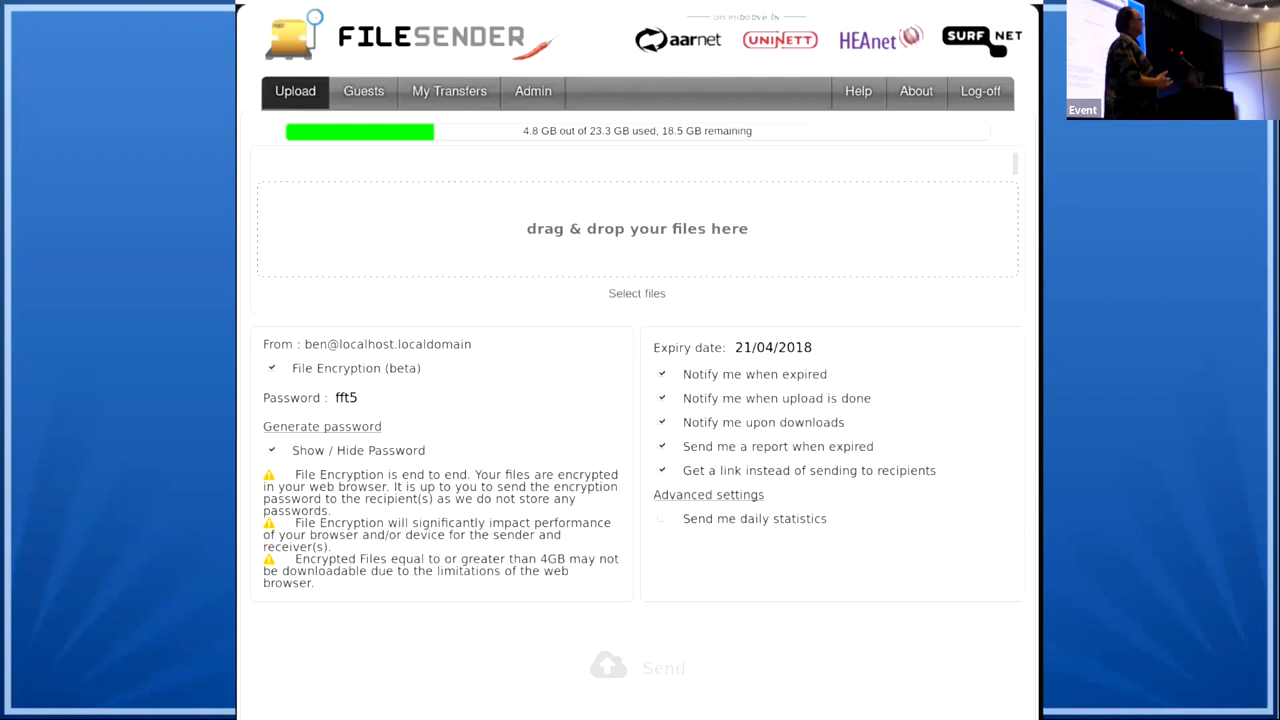 an initiative by
FILESENDER
aarnet
UNINETT
HEAnet
SURF NET
Upload
Guests
My Transfers
Admin
Help
About
Log-off
Event
4.8 GB out of 23.3 GB used, 18.5 GB remaining
drag & drop your files here
Select files
From : ben@localhost.localdomain
File Encryption (beta)
Password : fft5
Generate password
Show / Hide Password
File Encryption is end to end. Your files are encrypted
in your web browser. It is up to you to send the encryption
password to the recipient(s) as we do not store any
passwords.
File Encryption will significantly impact performance
of your browser and/or device for the sender and
receiver(s).
Encrypted Files equal to or greater than 4GB may not
be downloadable due to the limitations of the web
browser.
Expiry date: 21/04/2018
Notify me when expired
Notify me when upload is done
Notify me upon downloads
Send me a report when expired
Get a link instead of sending to recipients
Advanced settings
Send me daily statistics
Send